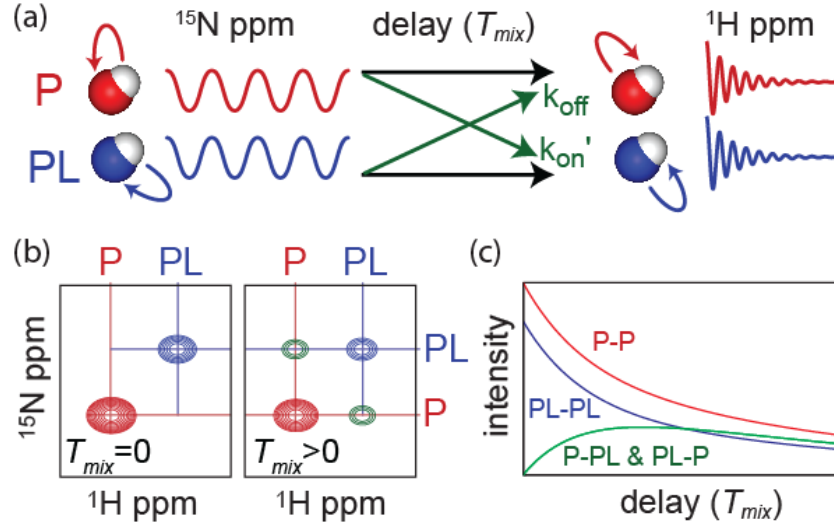 (a) ¹⁵N ppm delay (Tmix) ¹H ppm
P koff
PL kon'
(b) P PL P PL
¹⁵N ppm
PL
P
Tmix=0 Tmix>0
¹H ppm ¹H ppm
(c)
intensity
P-P
PL-PL
P-PL & PL-P
delay (Tmix)